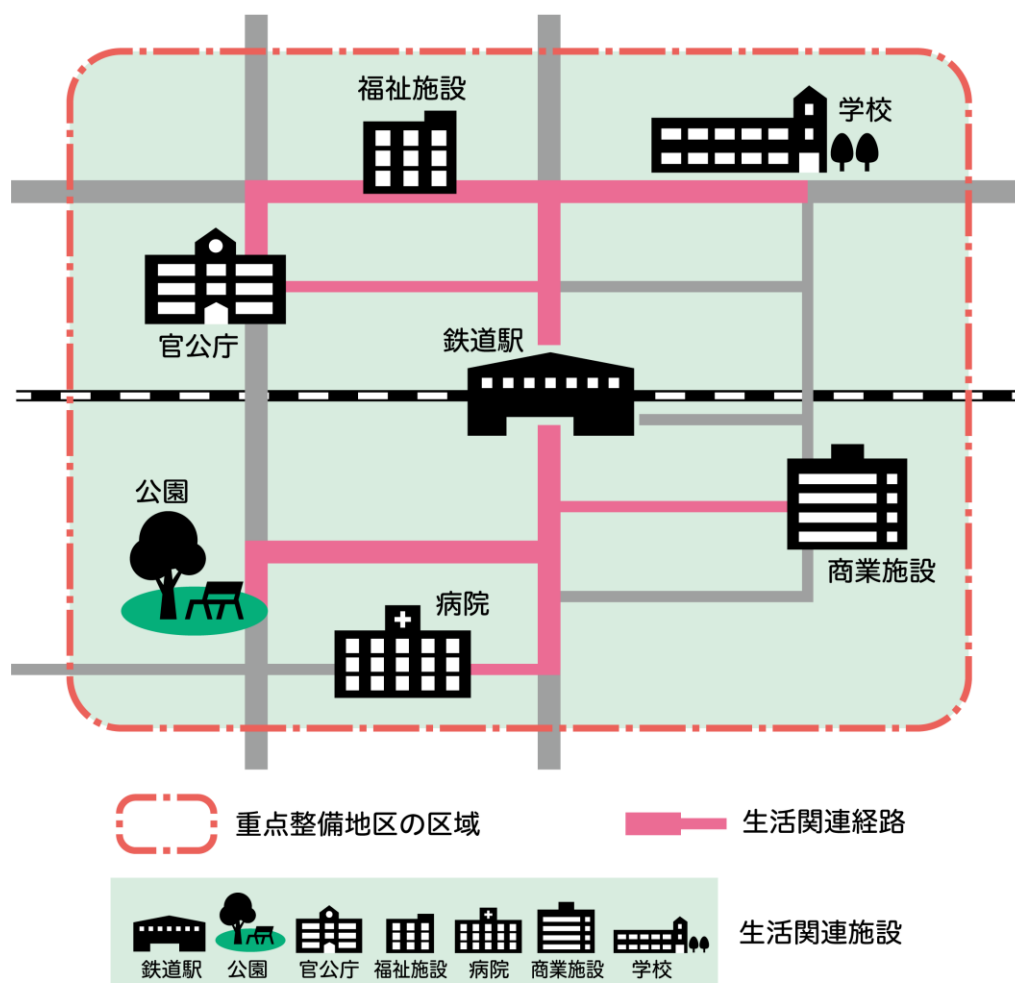 福祉施設
学校
官公庁
鉄道駅
公園
商業施設
病院
重点整備地区の区域
生活関連経路
鉄道駅 公園 官公庁 福祉施設 病院 商業施設 学校
生活関連施設